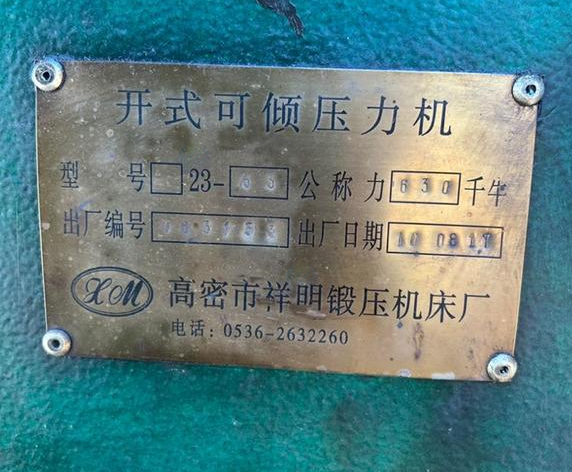 开式可倾压力机
型 号 23- 公称力 630 千牛
出厂编号 出厂日期 10 0817
XM 高密市祥明锻压机床厂
电话：0536-2632260